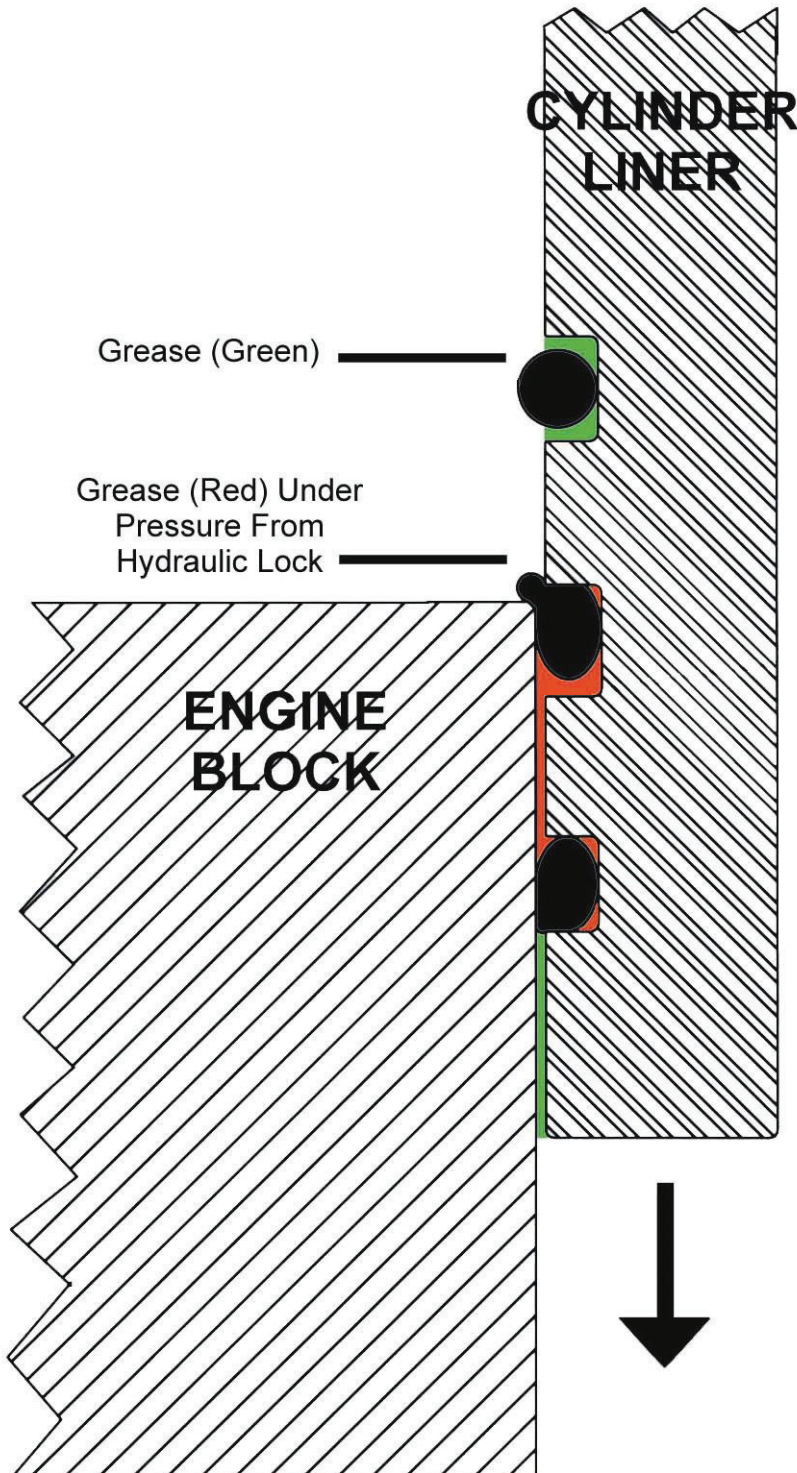 CYLINDER
LINER
Grease (Green)
Grease (Red) Under
Pressure From
Hydraulic Lock
ENGINE
BLOCK